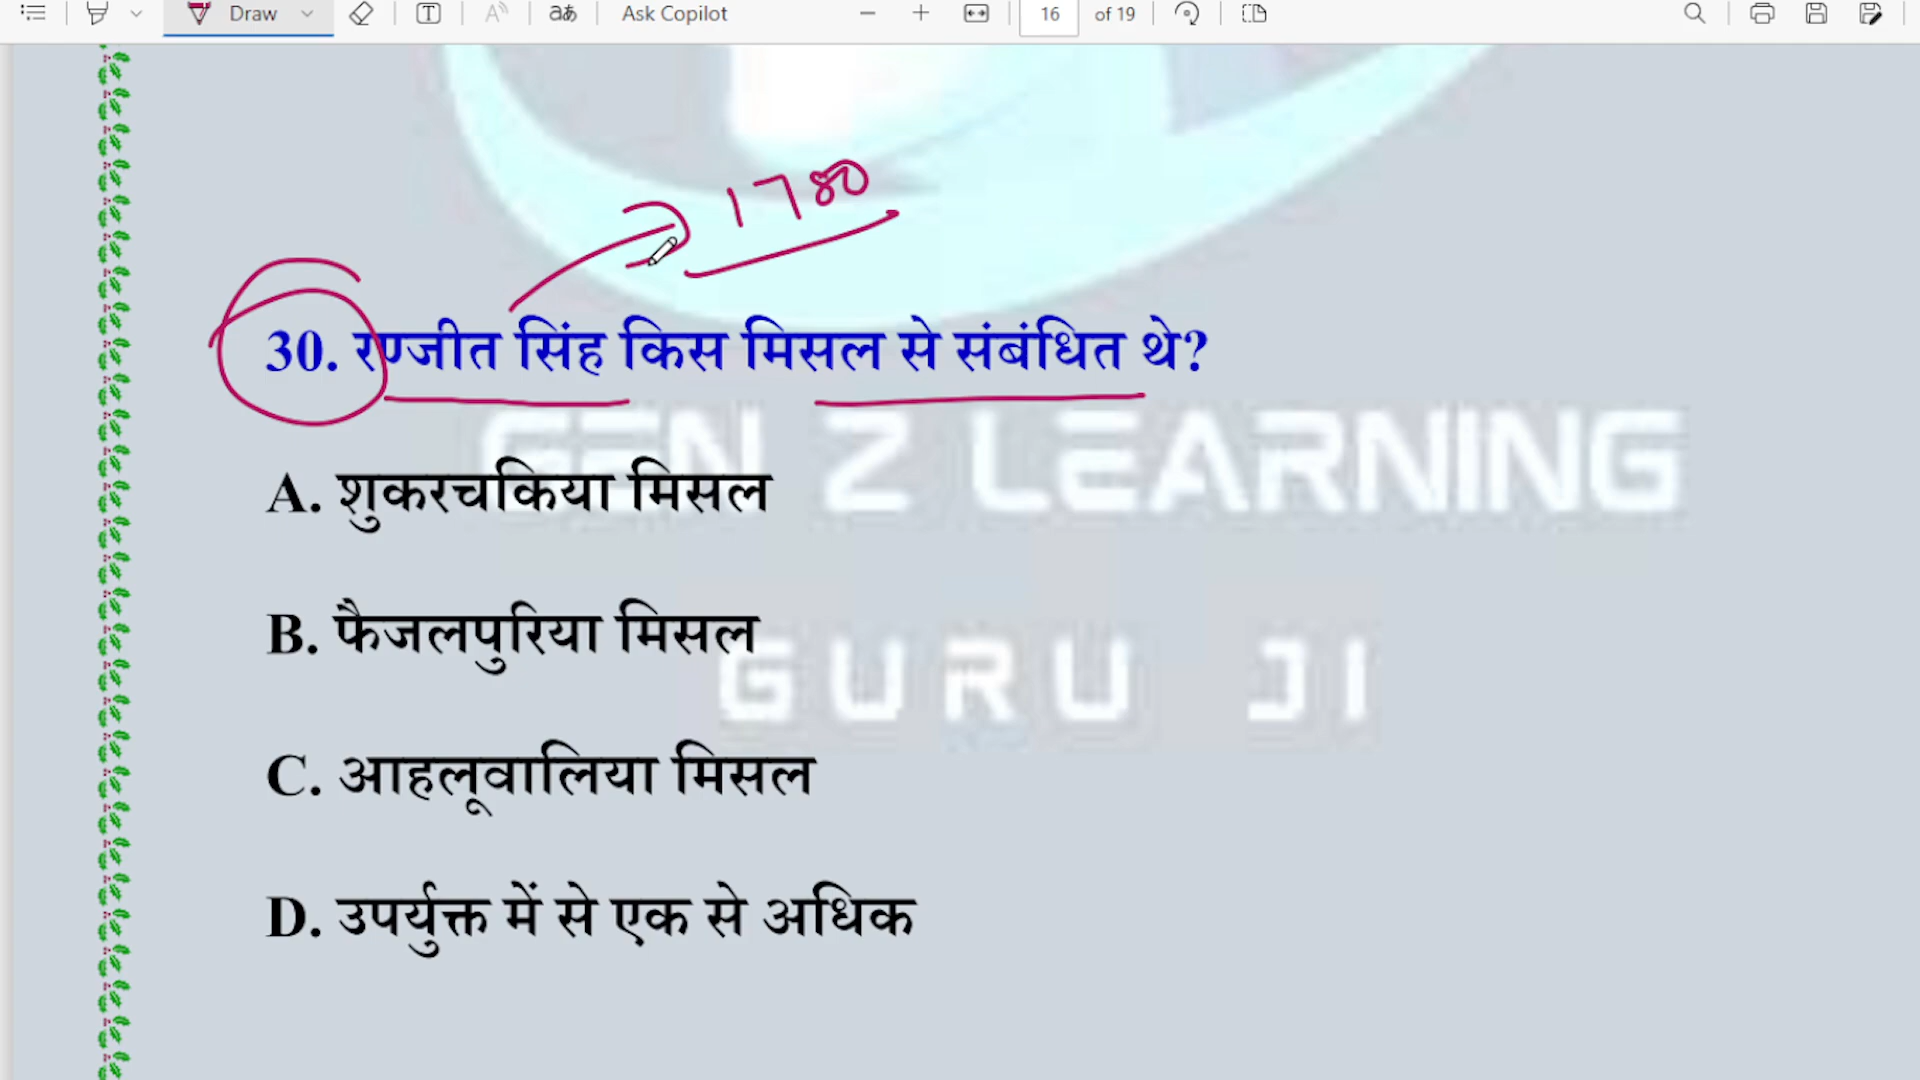 Draw Ask Copilot 16 of 19
1780
30. रणजीत सिंह किस मिसल से संबंधित थे?
GEN Z LEARNING
A. शुकरचकिया मिसल
B. फैजलपुरिया मिसल
GURU JI
C. आहलूवालिया मिसल
D. उपर्युक्त में से एक से अधिक